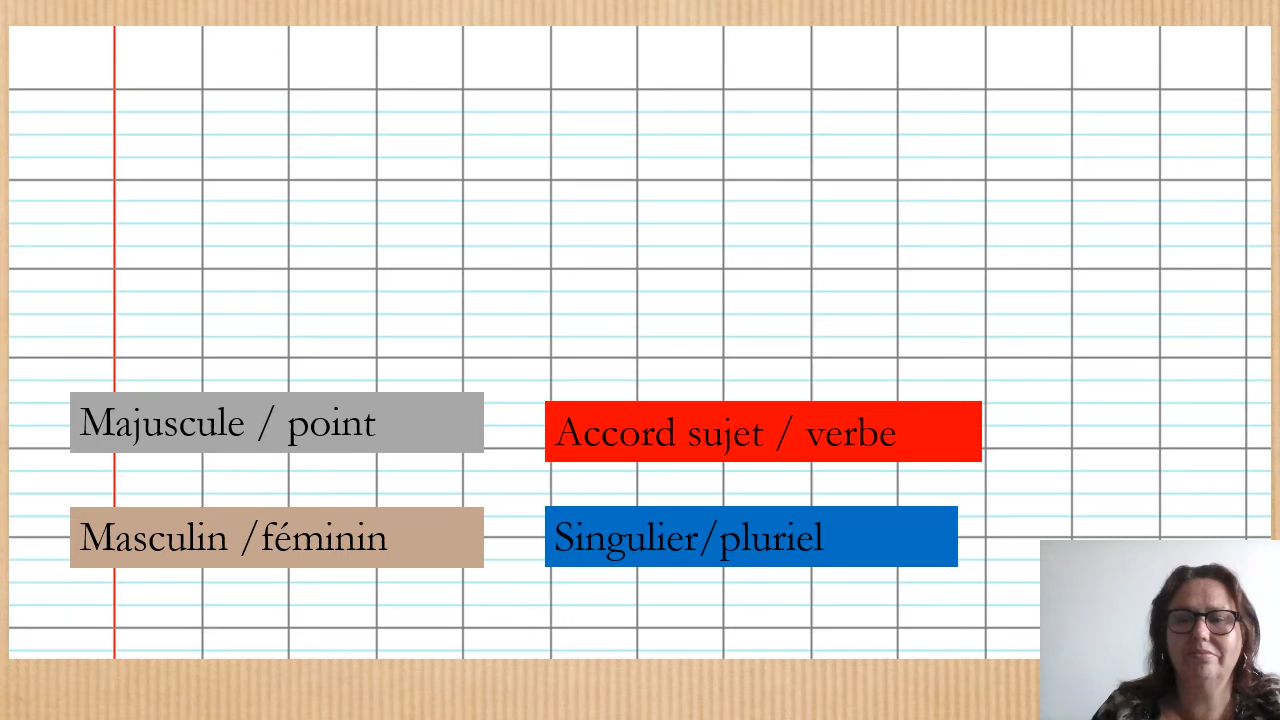 Majuscule / point
Accord sujet / verbe
Masculin /féminin
Singulier/pluriel